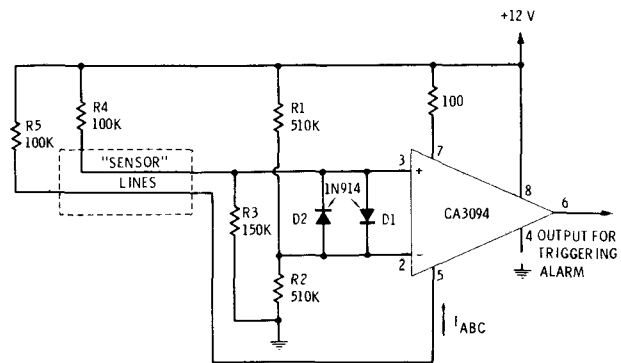 +12 V
R5
100K
R4
100K
R1
510K
100
7
"SENSOR"
LINES
3
+
8
1N914
CA3094
6
R3
150K
D2
D1
4
OUTPUT FOR
TRIGGERING
ALARM
−
2
5
R2
510K
IABC